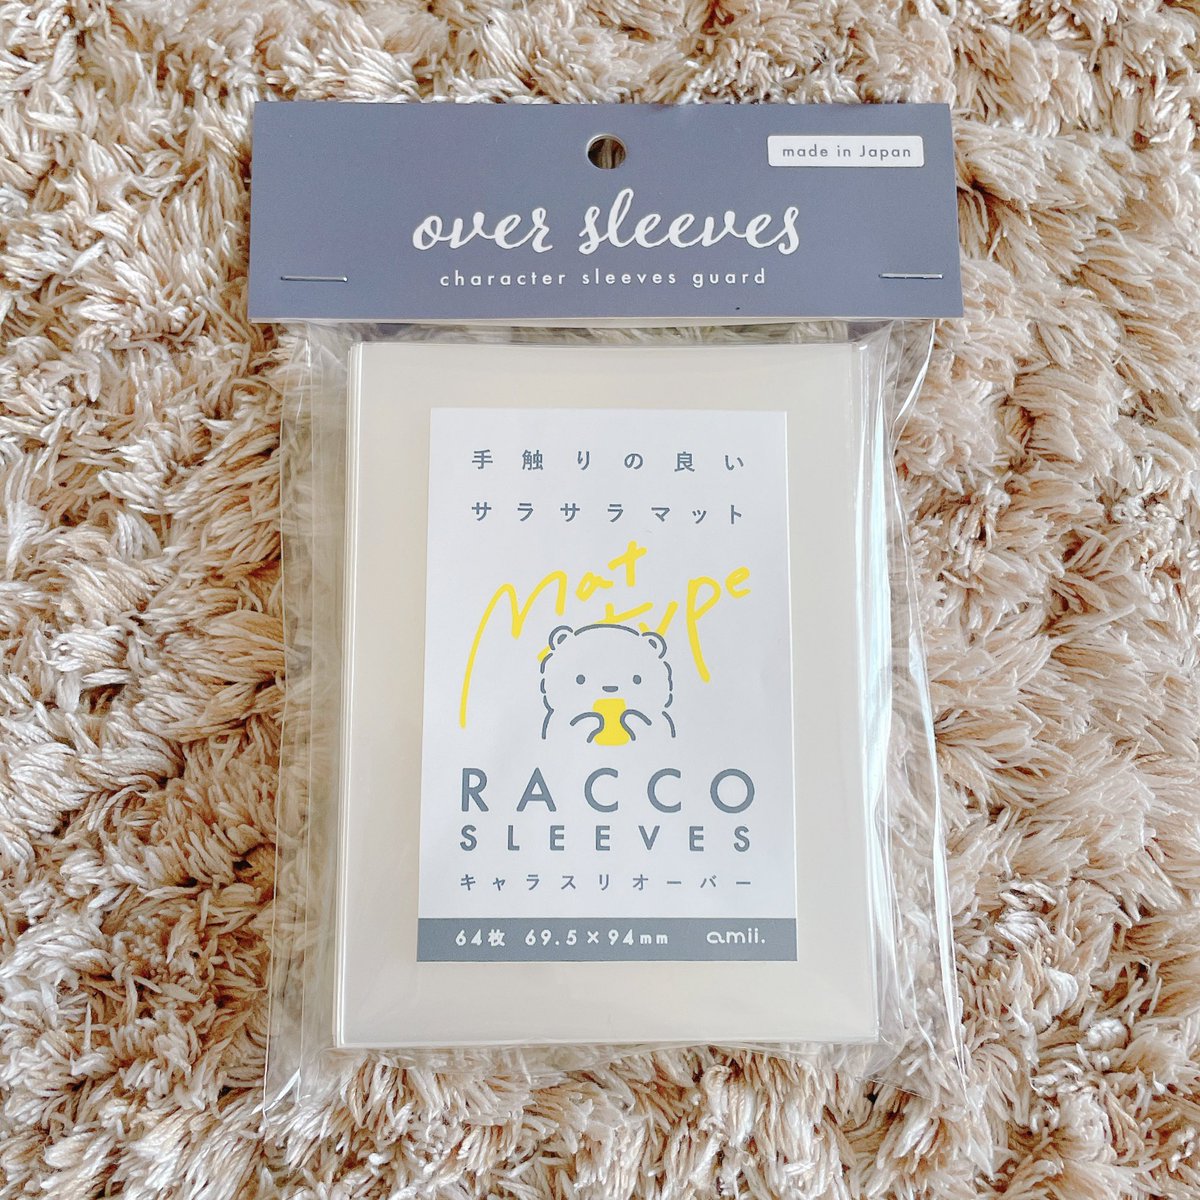 made in Japan
over sleeves
character sleeves guard
手触りの良い
サラサラマット
Mat
type
RACCO
SLEEVES
キャラスリオーバー
64枚 69.5×94mm amii.